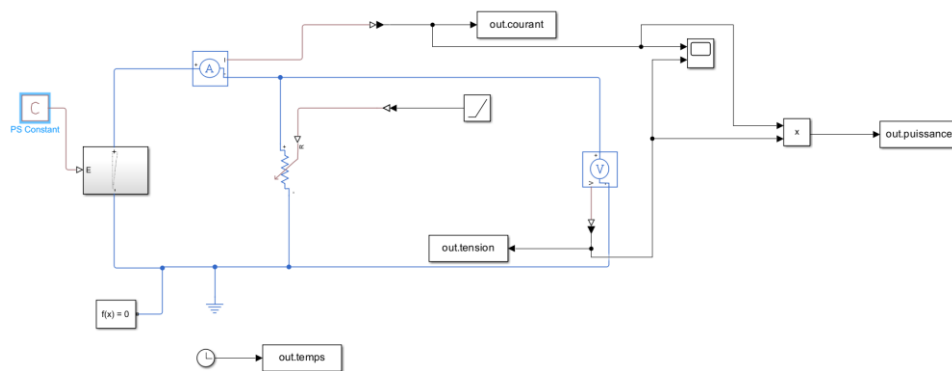 out.courant
I
A
C
PS Constant
E
R
x
out.puissance
V
V
out.tension
f(x) = 0
out.temps